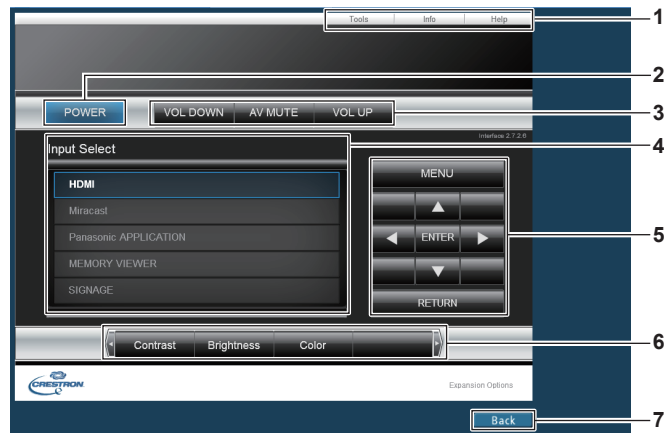 Tools Info Help 1
2
POWER VOL DOWN AV MUTE VOL UP 3
Interface 2.7.2.6
Input Select 4
HDMI
Miracast
Panasonic APPLICATION
MEMORY VIEWER
SIGNAGE
MENU
ENTER 5
RETURN
Contrast Brightness Color 6
CRESTRON
Expansion Options
Back 7